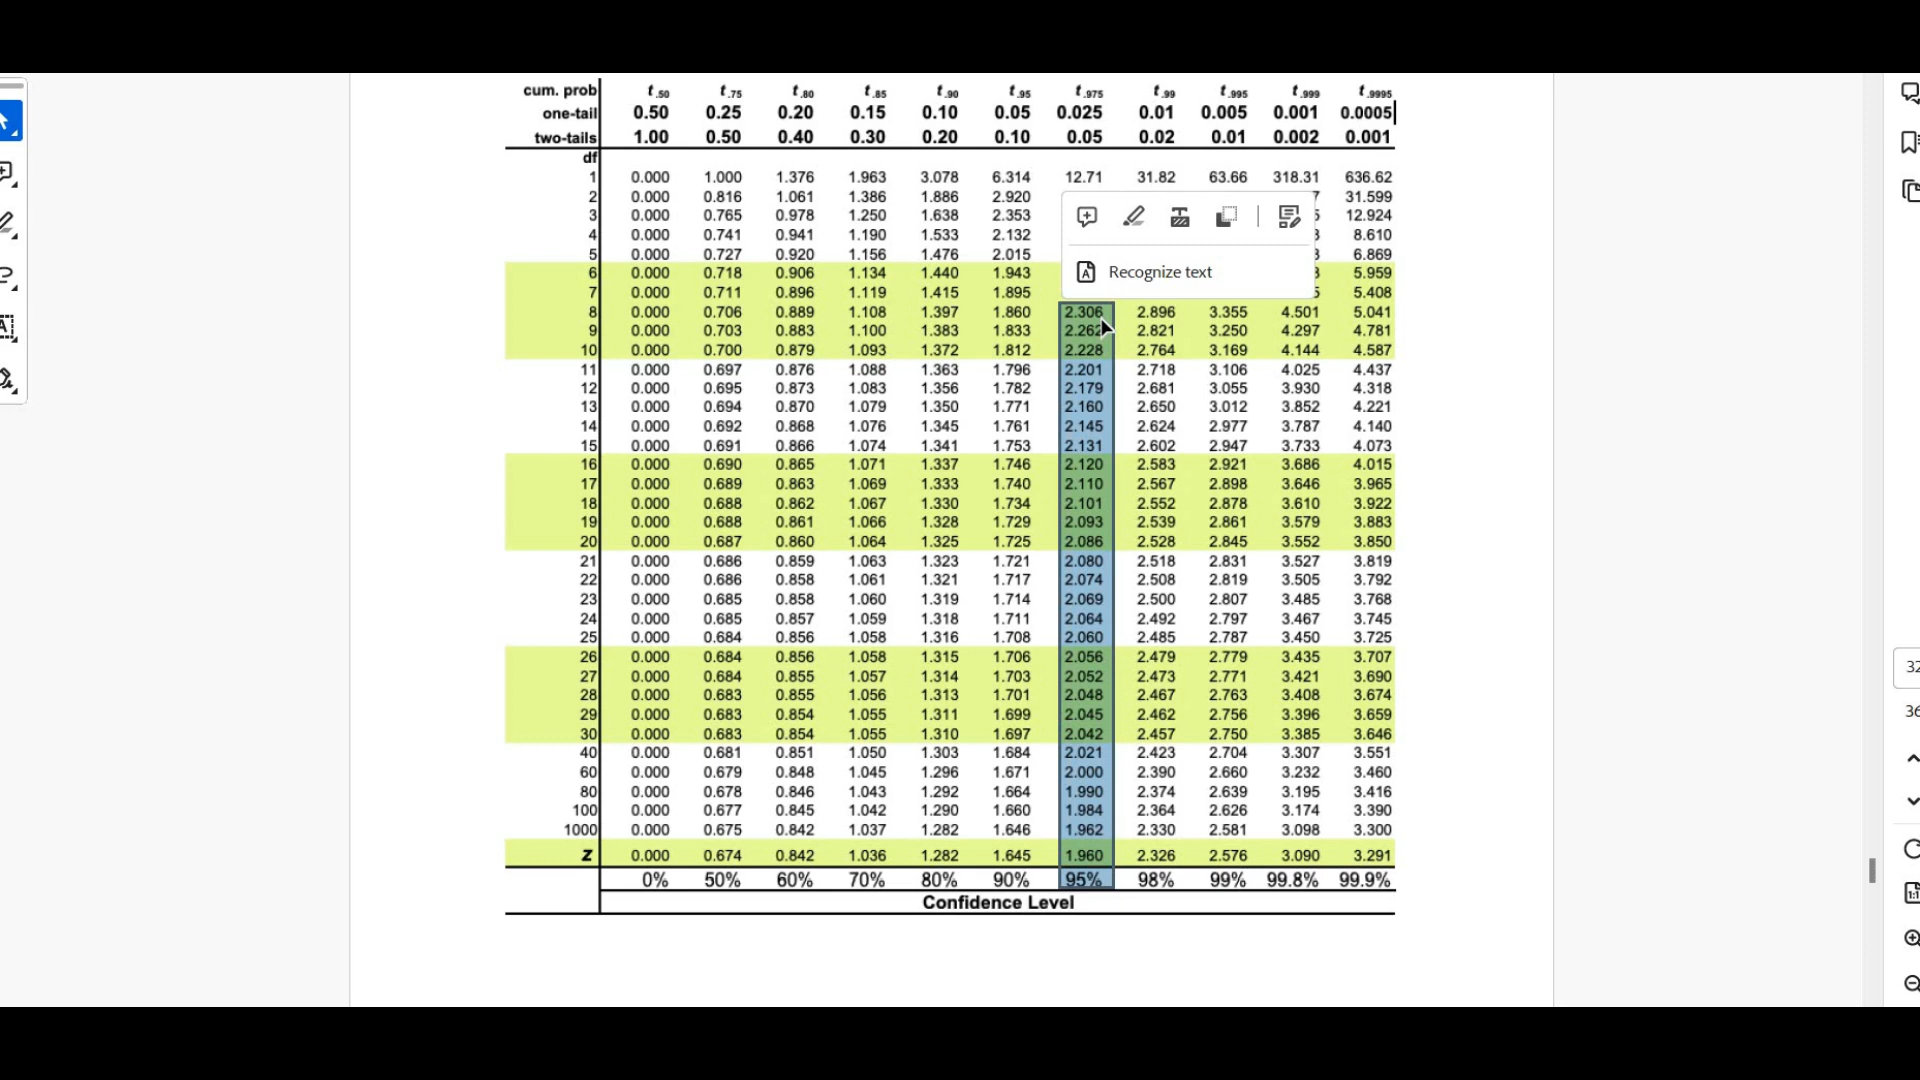 cum. prob t.50 t.75 t.80 t.85 t.90 t.95 t.975 t.99 t.995 t.999 t.9995
one-tail 0.50 0.25 0.20 0.15 0.10 0.05 0.025 0.01 0.005 0.001 0.0005
two-tails 1.00 0.50 0.40 0.30 0.20 0.10 0.05 0.02 0.01 0.002 0.001
df
1 0.000 1.000 1.376 1.963 3.078 6.314 12.71 31.82 63.66 318.31 636.62
2 0.000 0.816 1.061 1.386 1.886 2.920 31.599
3 0.000 0.765 0.978 1.250 1.638 2.353 12.924
4 0.000 0.741 0.941 1.190 1.533 2.132 8.610
5 0.000 0.727 0.920 1.156 1.476 2.015 6.869
Recognize text
6 0.000 0.718 0.906 1.134 1.440 1.943 5.959
7 0.000 0.711 0.896 1.119 1.415 1.895 5.408
8 0.000 0.706 0.889 1.108 1.397 1.860 2.306 2.896 3.355 4.501 5.041
9 0.000 0.703 0.883 1.100 1.383 1.833 2.262 2.821 3.250 4.297 4.781
10 0.000 0.700 0.879 1.093 1.372 1.812 2.228 2.764 3.169 4.144 4.587
11 0.000 0.697 0.876 1.088 1.363 1.796 2.201 2.718 3.106 4.025 4.437
12 0.000 0.695 0.873 1.083 1.356 1.782 2.179 2.681 3.055 3.930 4.318
13 0.000 0.694 0.870 1.079 1.350 1.771 2.160 2.650 3.012 3.852 4.221
14 0.000 0.692 0.868 1.076 1.345 1.761 2.145 2.624 2.977 3.787 4.140
15 0.000 0.691 0.866 1.074 1.341 1.753 2.131 2.602 2.947 3.733 4.073
16 0.000 0.690 0.865 1.071 1.337 1.746 2.120 2.583 2.921 3.686 4.015
17 0.000 0.689 0.863 1.069 1.333 1.740 2.110 2.567 2.898 3.646 3.965
18 0.000 0.688 0.862 1.067 1.330 1.734 2.101 2.552 2.878 3.610 3.922
19 0.000 0.688 0.861 1.066 1.328 1.729 2.093 2.539 2.861 3.579 3.883
20 0.000 0.687 0.860 1.064 1.325 1.725 2.086 2.528 2.845 3.552 3.850
21 0.000 0.686 0.859 1.063 1.323 1.721 2.080 2.518 2.831 3.527 3.819
22 0.000 0.686 0.858 1.061 1.321 1.717 2.074 2.508 2.819 3.505 3.792
23 0.000 0.685 0.858 1.060 1.319 1.714 2.069 2.500 2.807 3.485 3.768
24 0.000 0.685 0.857 1.059 1.318 1.711 2.064 2.492 2.797 3.467 3.745
25 0.000 0.684 0.856 1.058 1.316 1.708 2.060 2.485 2.787 3.450 3.725
26 0.000 0.684 0.856 1.058 1.315 1.706 2.056 2.479 2.779 3.435 3.707
27 0.000 0.684 0.855 1.057 1.314 1.703 2.052 2.473 2.771 3.421 3.690
28 0.000 0.683 0.855 1.056 1.313 1.701 2.048 2.467 2.763 3.408 3.674
29 0.000 0.683 0.854 1.055 1.311 1.699 2.045 2.462 2.756 3.396 3.659
30 0.000 0.683 0.854 1.055 1.310 1.697 2.042 2.457 2.750 3.385 3.646
40 0.000 0.681 0.851 1.050 1.303 1.684 2.021 2.423 2.704 3.307 3.551
60 0.000 0.679 0.848 1.045 1.296 1.671 2.000 2.390 2.660 3.232 3.460
80 0.000 0.678 0.846 1.043 1.292 1.664 1.990 2.374 2.639 3.195 3.416
100 0.000 0.677 0.845 1.042 1.290 1.660 1.984 2.364 2.626 3.174 3.390
1000 0.000 0.675 0.842 1.037 1.282 1.646 1.962 2.330 2.581 3.098 3.300
Z 0.000 0.674 0.842 1.036 1.282 1.645 1.960 2.326 2.576 3.090 3.291
0% 50% 60% 70% 80% 90% 95% 98% 99% 99.8% 99.9%
Confidence Level